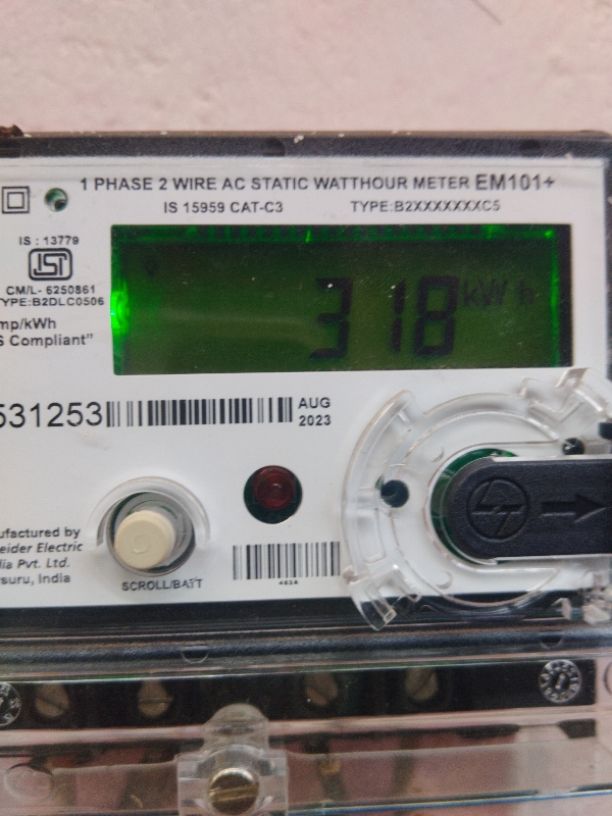 1 PHASE 2 WIRE AC STATIC WATTHOUR METER EM101+
IS 15959 CAT-C3 TYPE:B2XXXXXXXC5
IS : 13779
ISI
CM/L- 6250861
TYPE:B2DLC0506
mp/kWh
S Compliant"
318 kWh
531253
AUG
2023
ufactured by
eider Electric
dia Pvt. Ltd.
suru, India
SCROLL/BATT